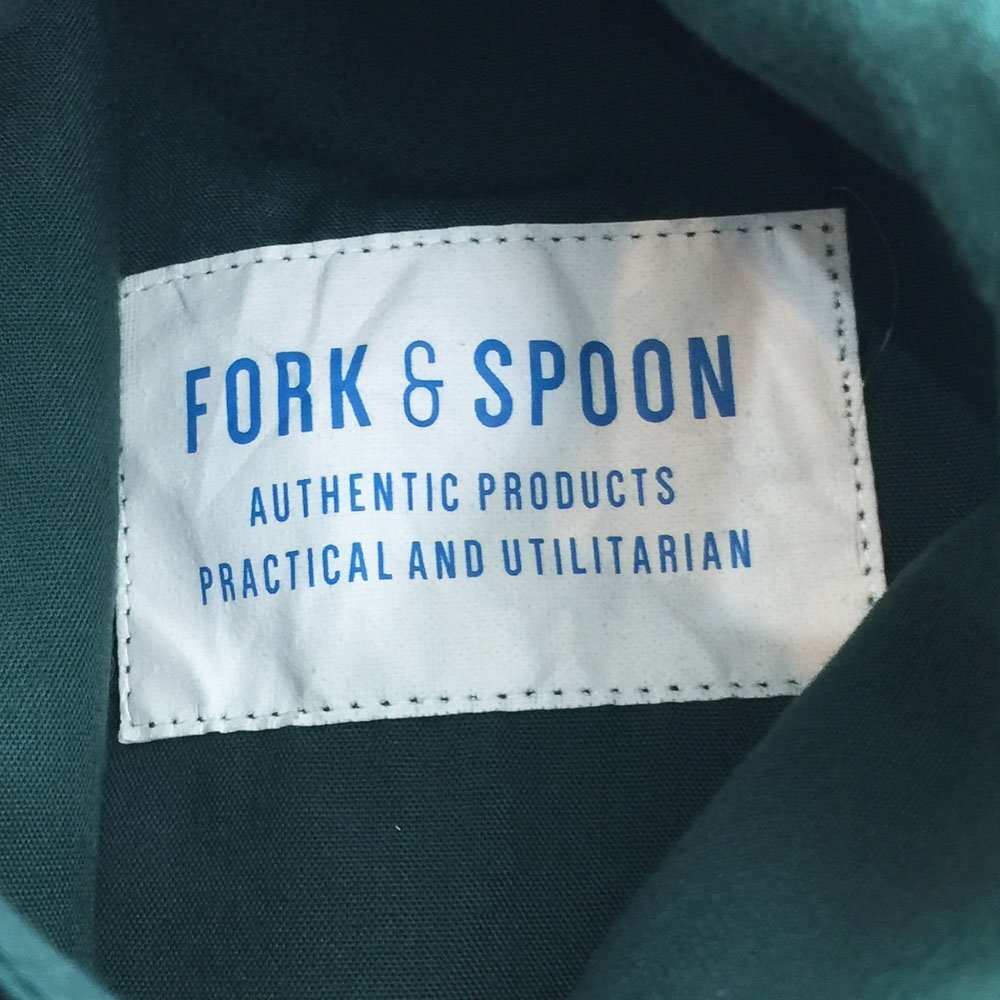 FORK & SPOON
AUTHENTIC PRODUCTS
PRACTICAL AND UTILITARIAN